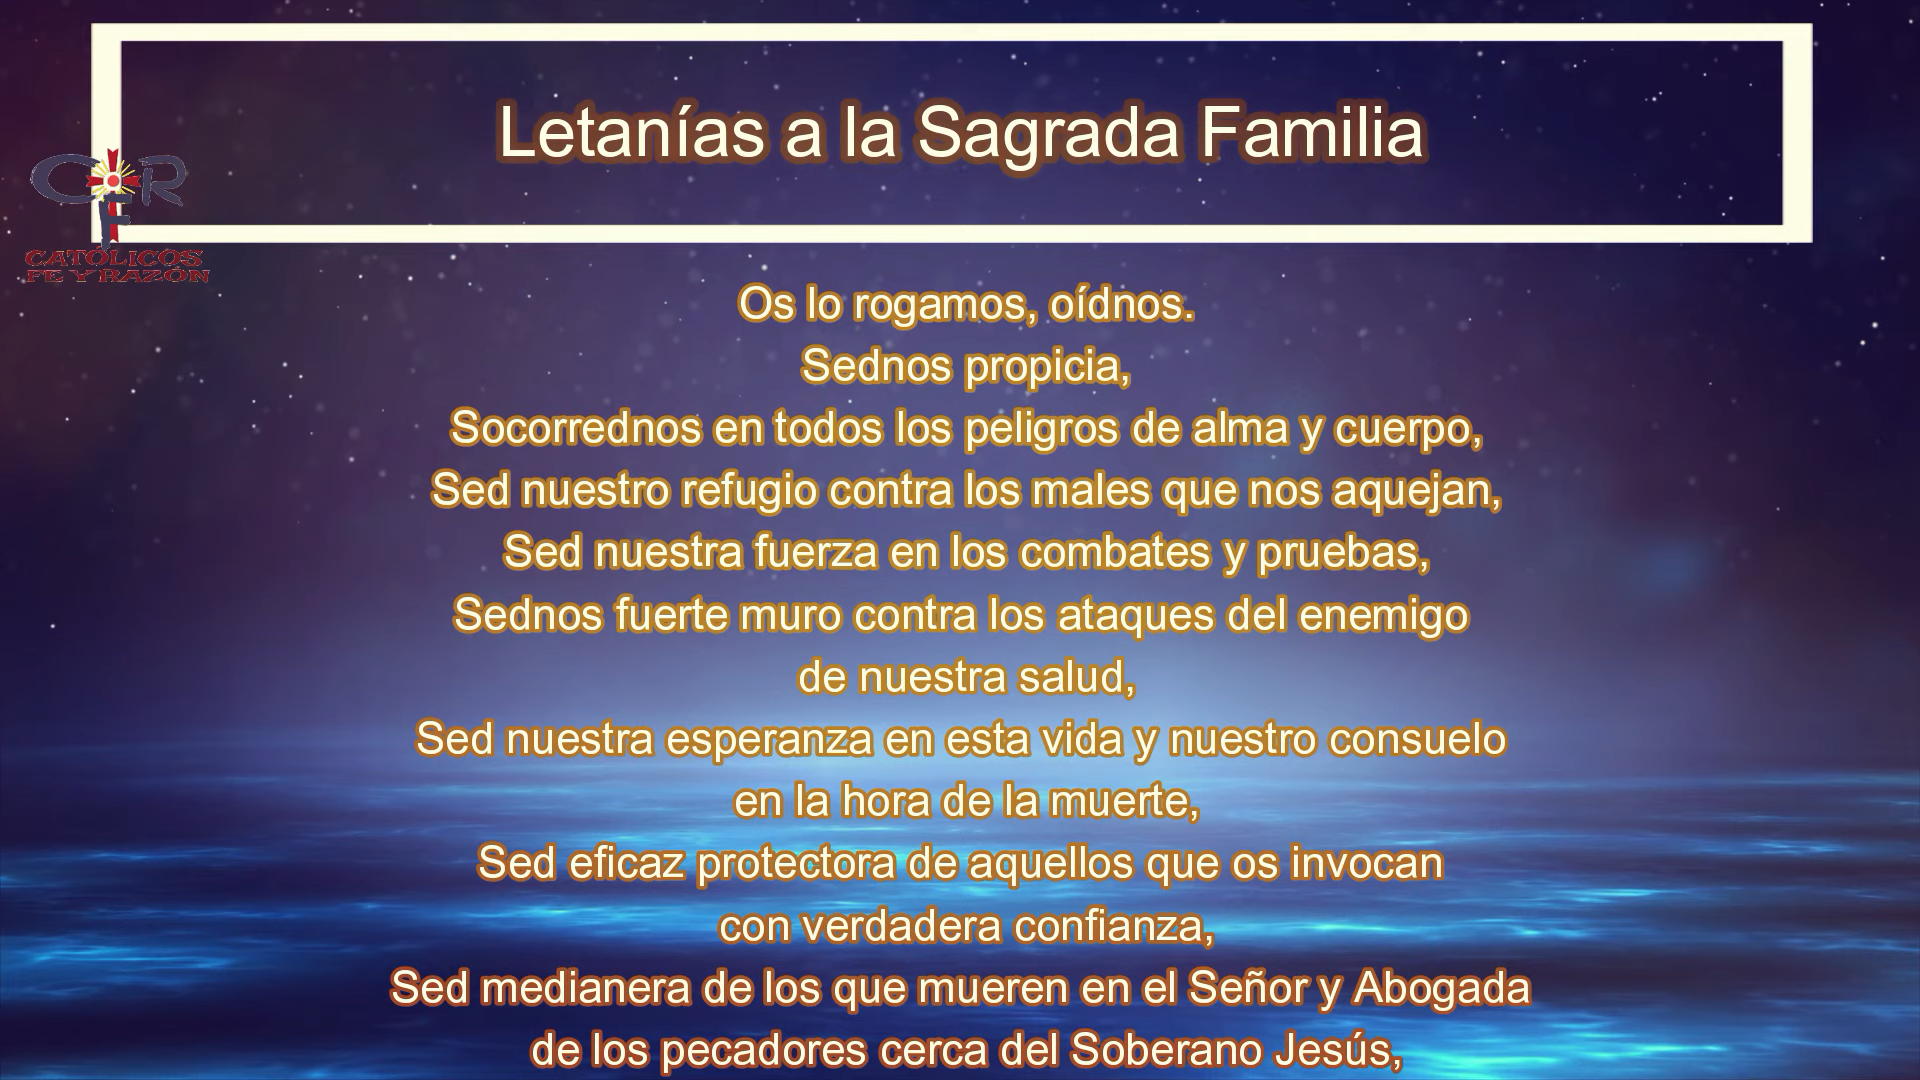 Letanías a la Sagrada Familia
CFR
CATÓLICOS
FE Y RAZÓN
Os lo rogamos, oídnos.
Sednos propicia,
Socorrednos en todos los peligros de alma y cuerpo,
Sed nuestro refugio contra los males que nos aquejan,
Sed nuestra fuerza en los combates y pruebas,
Sednos fuerte muro contra los ataques del enemigo
de nuestra salud,
Sed nuestra esperanza en esta vida y nuestro consuelo
en la hora de la muerte,
Sed eficaz protectora de aquellos que os invocan
con verdadera confianza,
Sed medianera de los que mueren en el Señor y Abogada
de los pecadores cerca del Soberano Jesús,